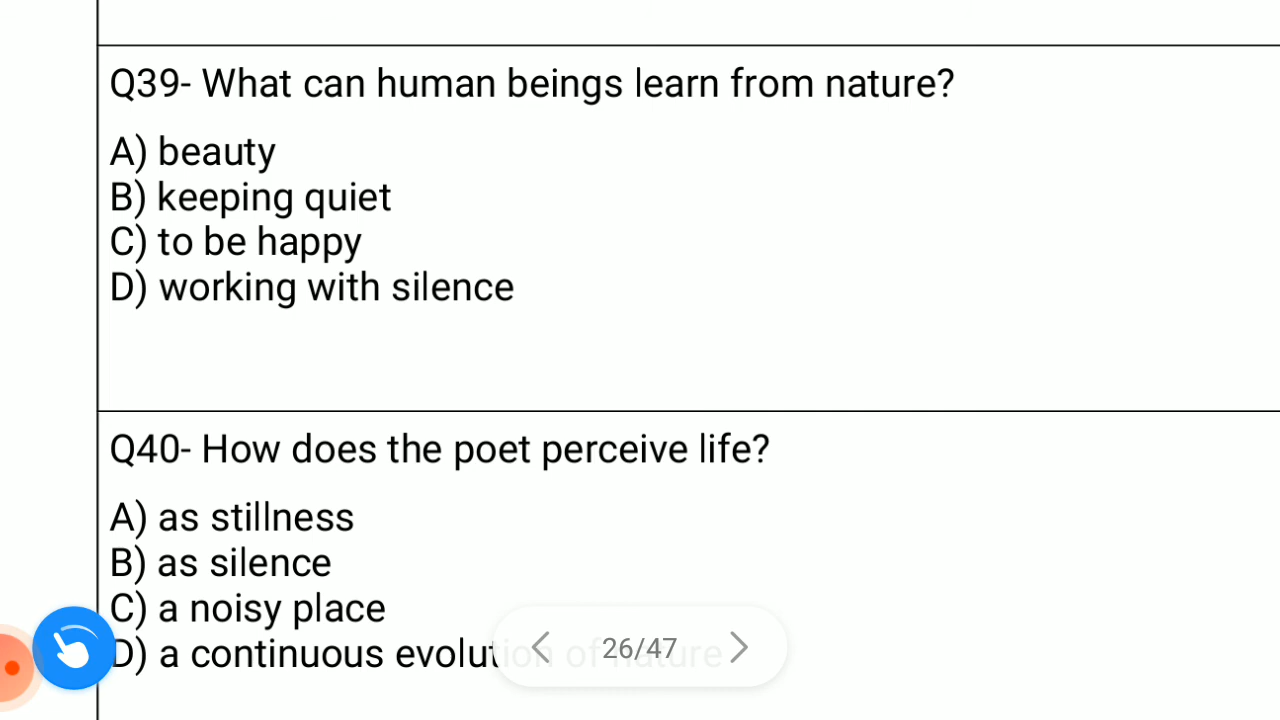 Q39- What can human beings learn from nature?
A) beauty
B) keeping quiet
C) to be happy
D) working with silence
Q40- How does the poet perceive life?
A) as stillness
B) as silence
C) a noisy place
D) a continuous evolution of nature
26/47